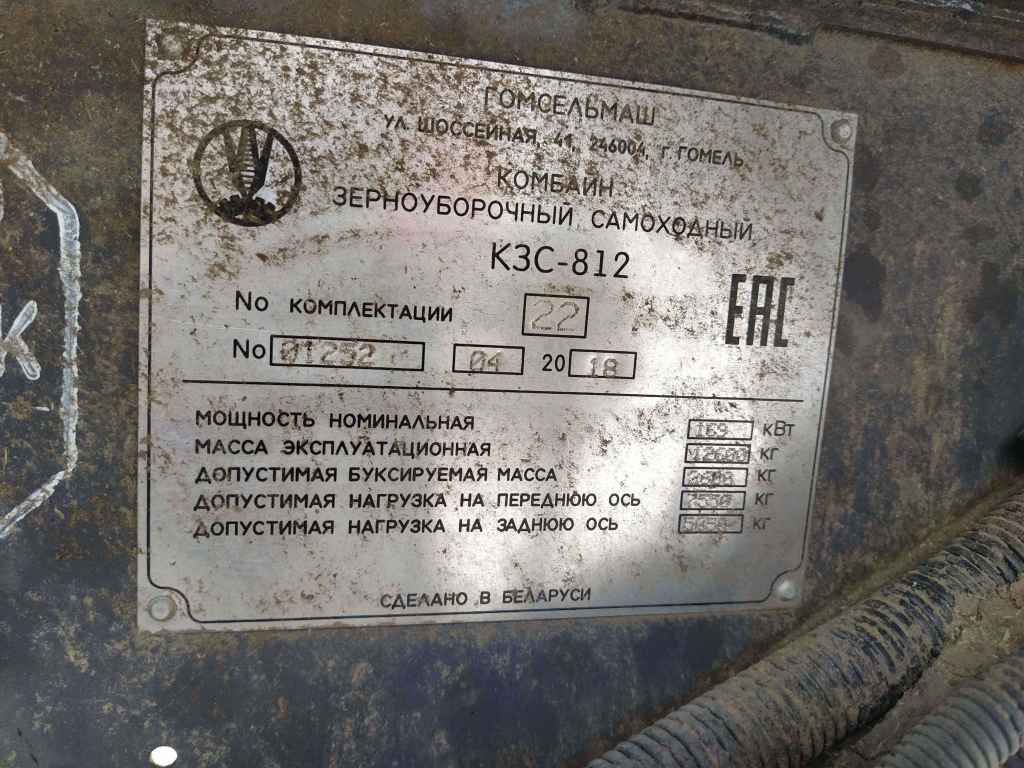 ГОМСЕЛЬМАШ
УЛ. ШОССЕЙНАЯ, 41, 246004, Г. ГОМЕЛЬ
КОМБАЙН
ЗЕРНОУБОРОЧНЫЙ САМОХОДНЫЙ
КЗС-812
No КОМПЛЕКТАЦИИ 22
No 01252 04 2018
EAC
МОЩНОСТЬ НОМИНАЛЬНАЯ 169 кВт
МАССА ЭКСПЛУАТАЦИОННАЯ 12600 КГ
ДОПУСТИМАЯ БУКСИРУЕМАЯ МАССА КГ
ДОПУСТИМАЯ НАГРУЗКА НА ПЕРЕДНЮЮ ОСЬ КГ
ДОПУСТИМАЯ НАГРУЗКА НА ЗАДНЮЮ ОСЬ КГ
СДЕЛАНО В БЕЛАРУСИ